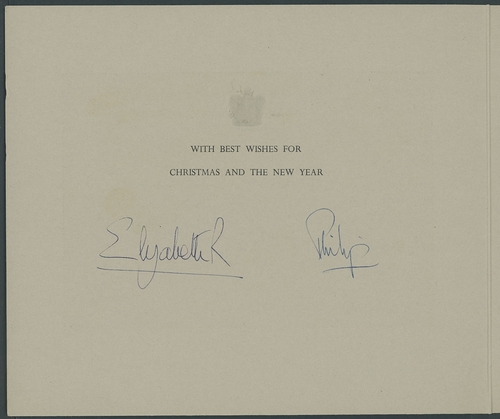 WITH BEST WISHES FOR
CHRISTMAS AND THE NEW YEAR
Elizabeth R Philip